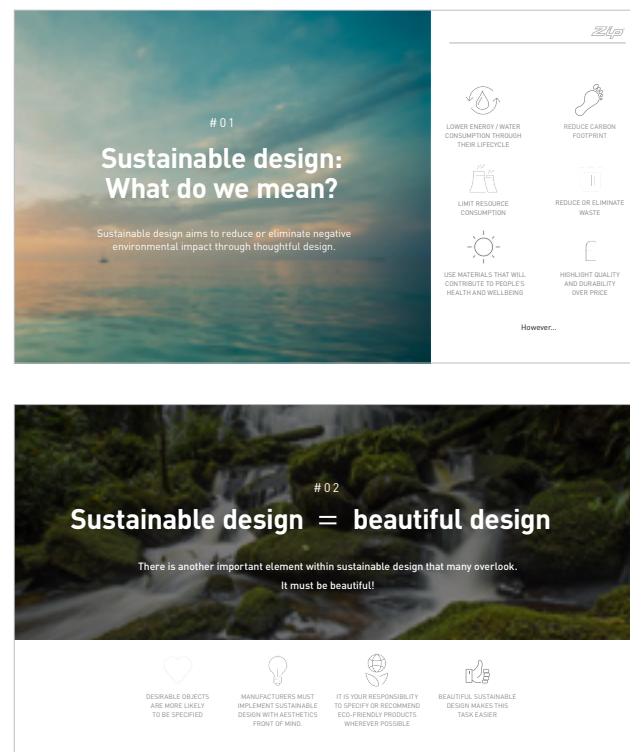 #01
Sustainable design:
What do we mean?
Sustainable design aims to reduce or eliminate negative
environmental impact through thoughtful design.
Zip
LOWER ENERGY / WATER
CONSUMPTION THROUGH
THEIR LIFECYCLE
REDUCE CARBON
FOOTPRINT
LIMIT RESOURCE
CONSUMPTION
REDUCE OR ELIMINATE
WASTE
USE MATERIALS THAT WILL
CONTRIBUTE TO PEOPLE'S
HEALTH AND WELLBEING
HIGHLIGHT QUALITY
AND DURABILITY
OVER PRICE
However...
#02
Sustainable design = beautiful design
There is another important element within sustainable design that many overlook.
It must be beautiful!
DESIRABLE OBJECTS
ARE MORE LIKELY
TO BE SPECIFIED
MANUFACTURERS MUST
IMPLEMENT SUSTAINABLE
DESIGN WITH AESTHETICS
FRONT OF MIND.
IT IS YOUR RESPONSIBILITY
TO SPECIFY OR RECOMMEND
ECO-FRIENDLY PRODUCTS
WHEREVER POSSIBLE
BEAUTIFUL SUSTAINABLE
DESIGN MAKES THIS
TASK EASIER